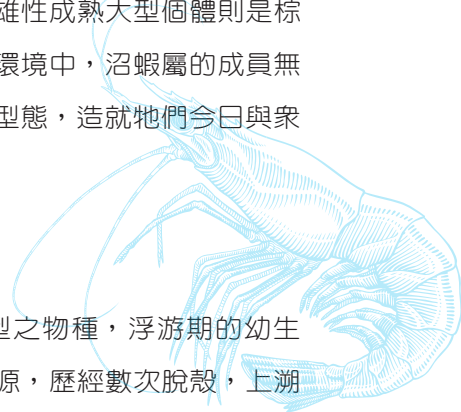 雄性成熟大型個體則是棕
環境中，沼蝦屬的成員無
型態，造就牠們今日與眾
型之物種，浮游期的幼生
源，歷經數次脫殼，上溯